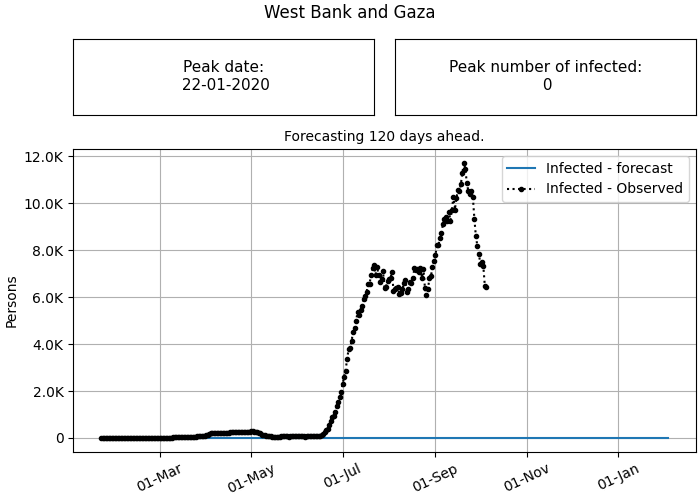 West Bank and Gaza
Peak date:
22-01-2020
Peak number of infected:
0
Forecasting 120 days ahead.
12.0K
10.0K
8.0K
6.0K
4.0K
2.0K
0
Persons
Infected - forecast
Infected - Observed
01-Mar
01-May
01-Jul
01-Sep
01-Nov
01-Jan